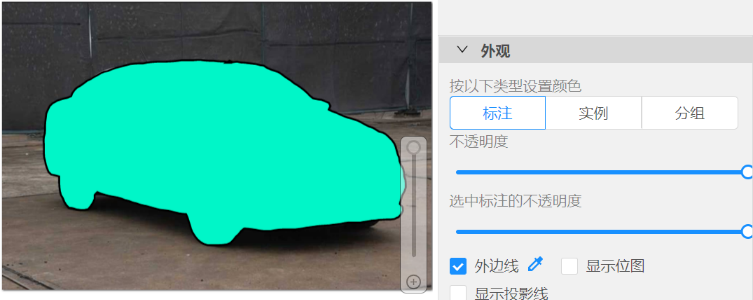 外观
按以下类型设置颜色
标注 实例 分组
不透明度
选中标注的不透明度
外边线 显示位图
显示投影线